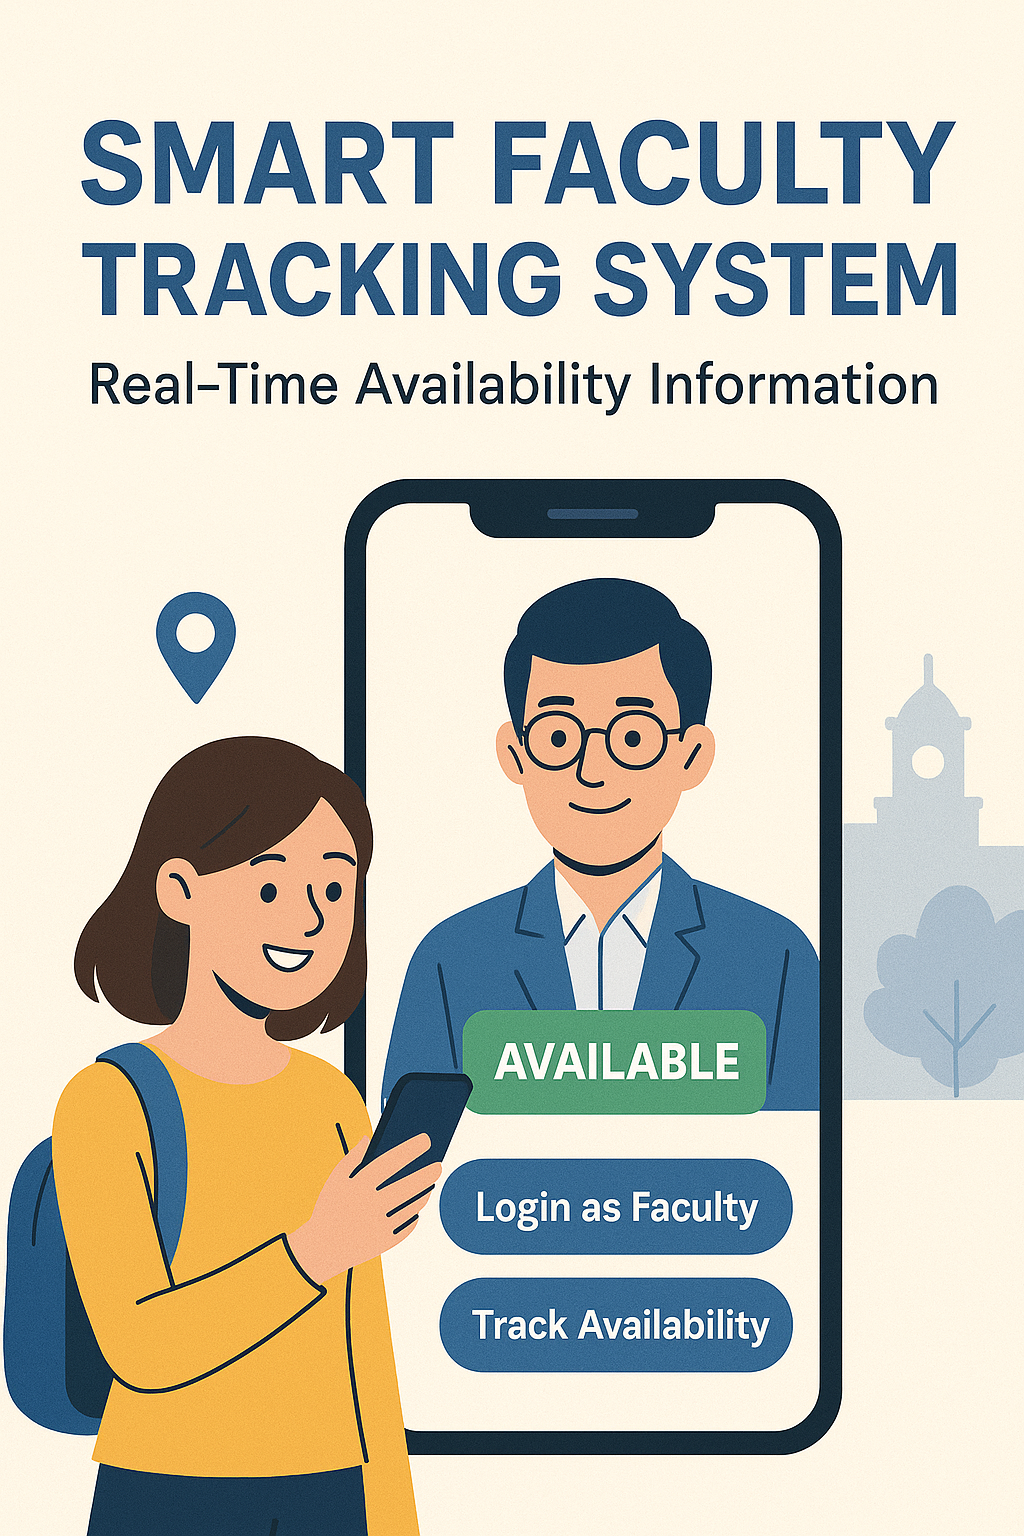 SMART FACULTY
TRACKING SYSTEM
Real-Time Availability Information
AVAILABLE
Login as Faculty
Track Availability